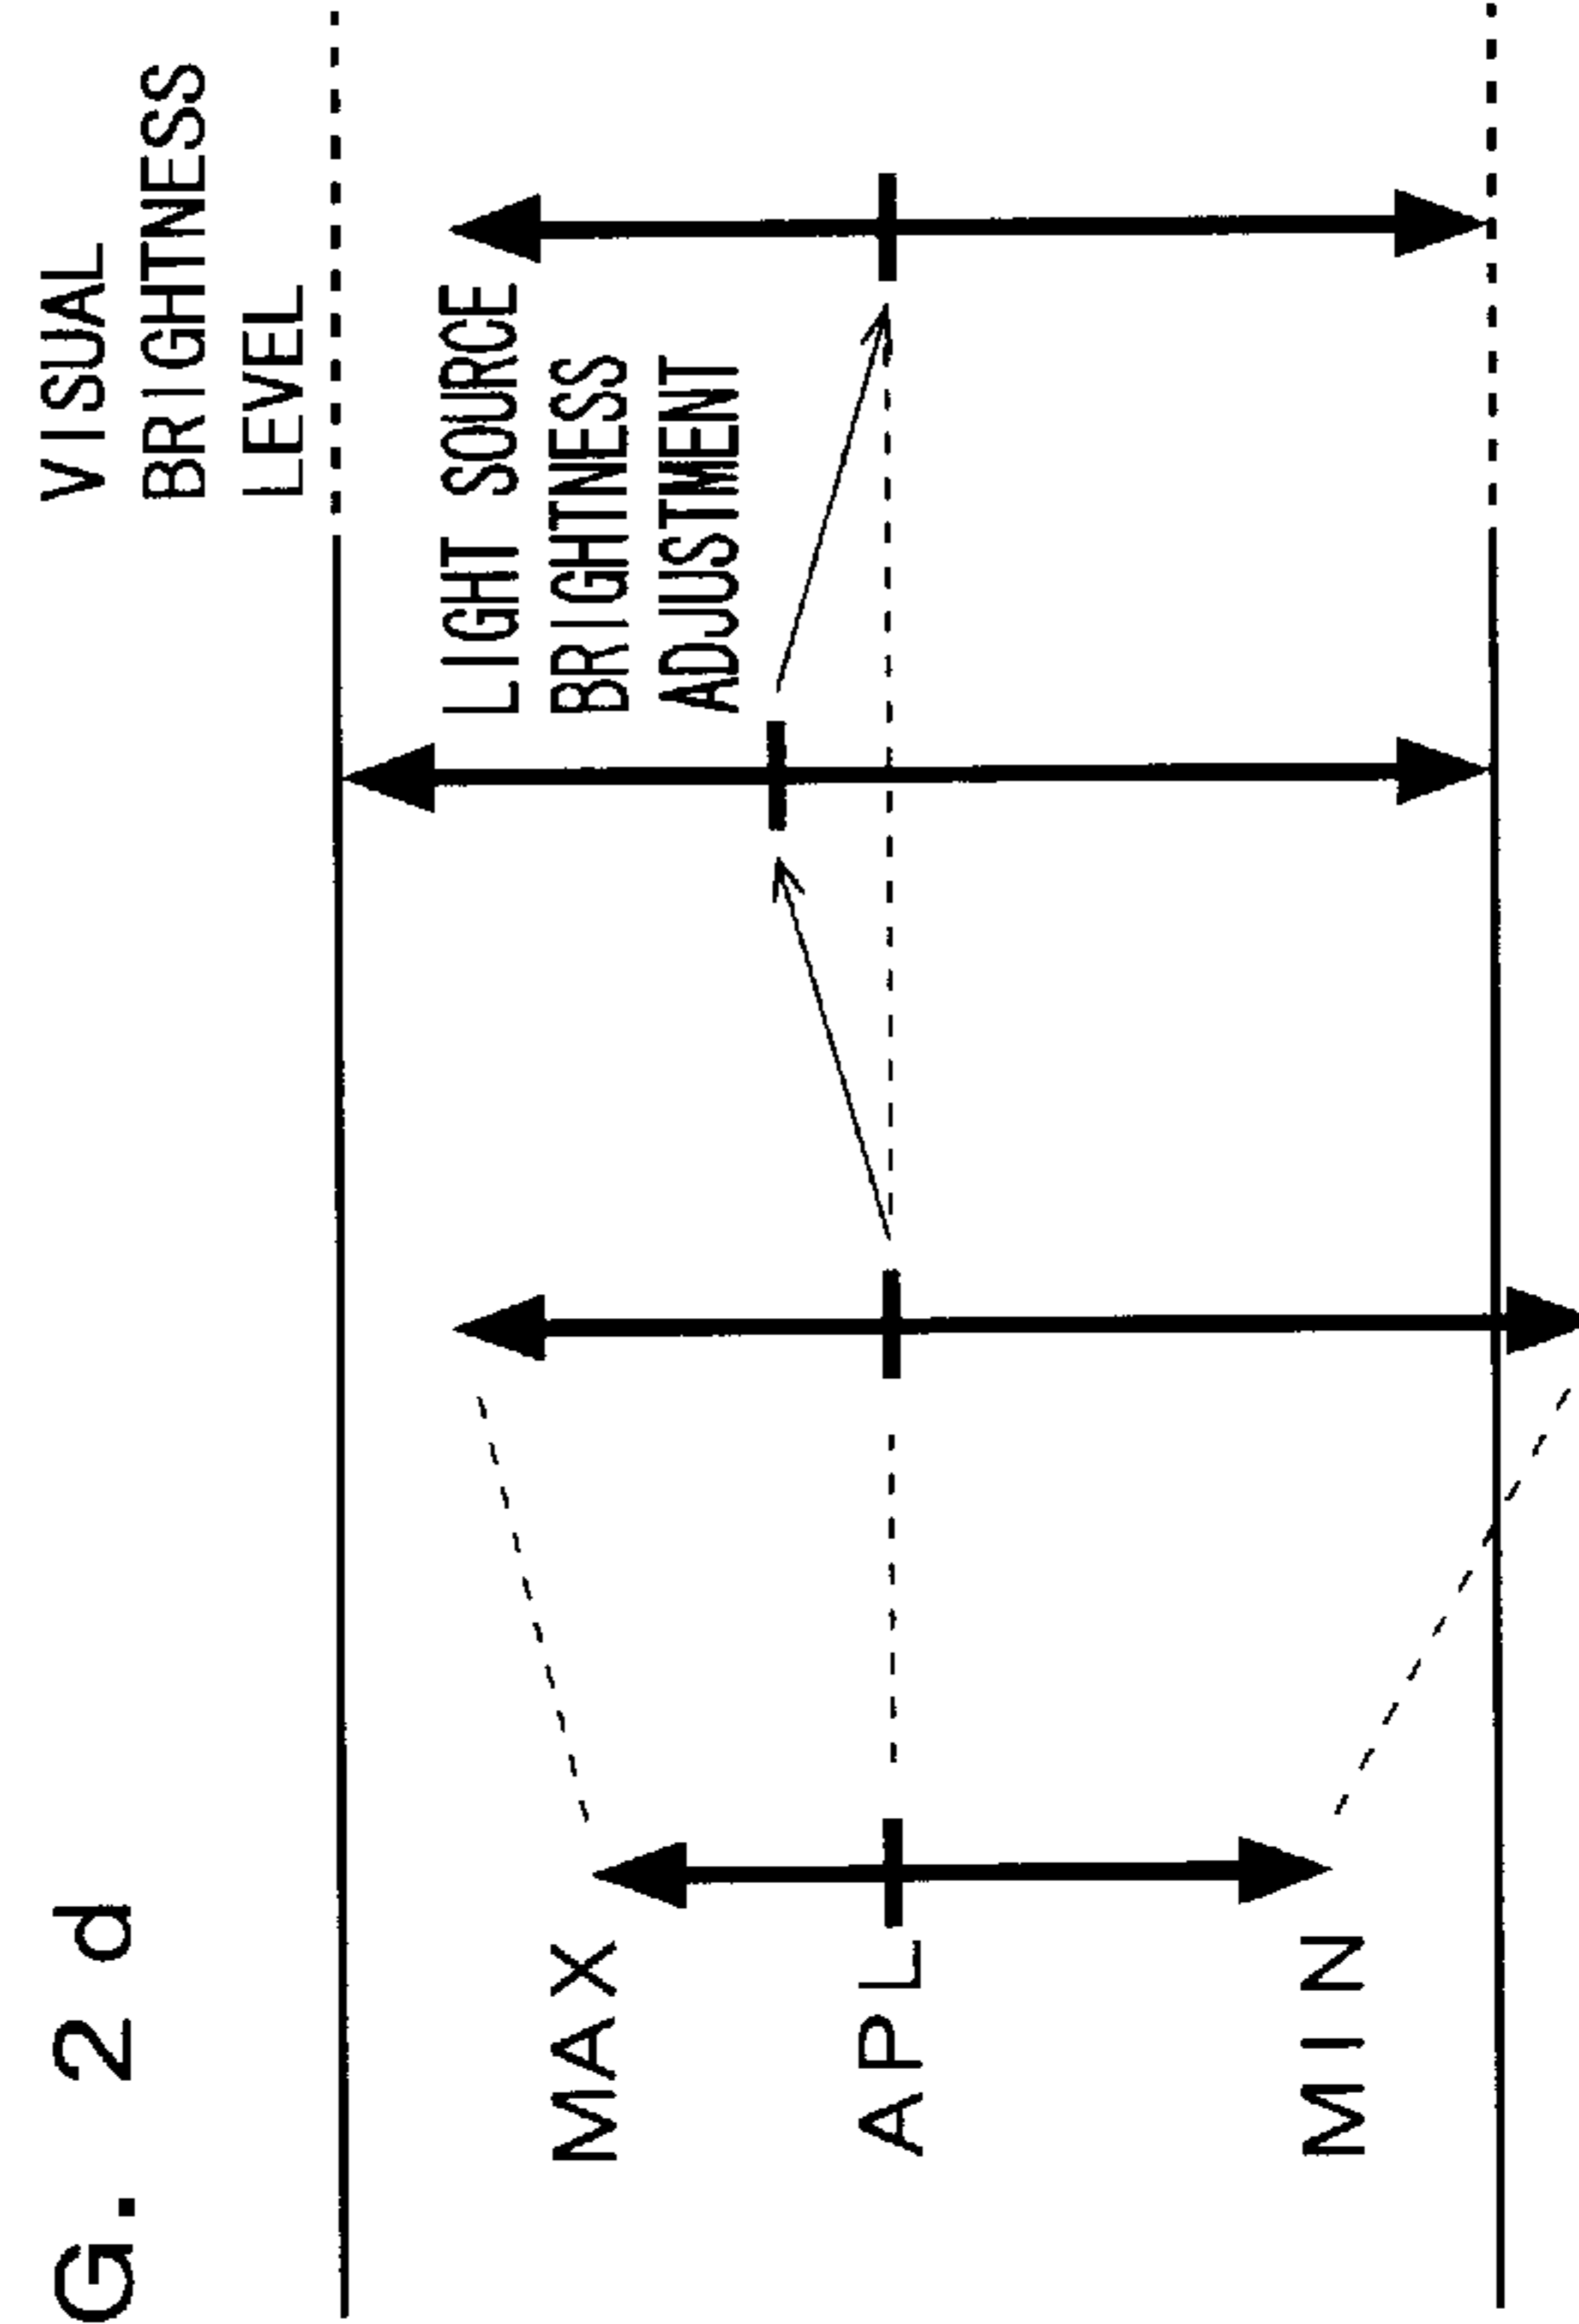 G. 2 d
VISUAL
BRIGHTNESS
LEVEL
LIGHT SOURCE
BRIGHTNESS
ADJUSTMENT
MAX
APL
MIN